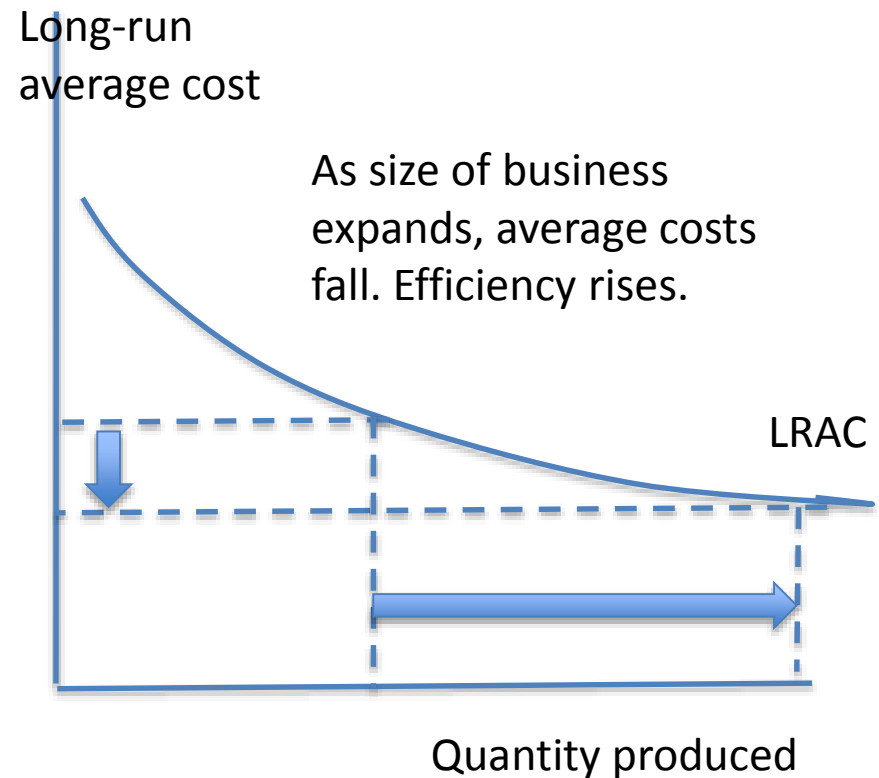 Long-run
average cost
As size of business
expands, average costs
fall. Efficiency rises.
LRAC
Quantity produced